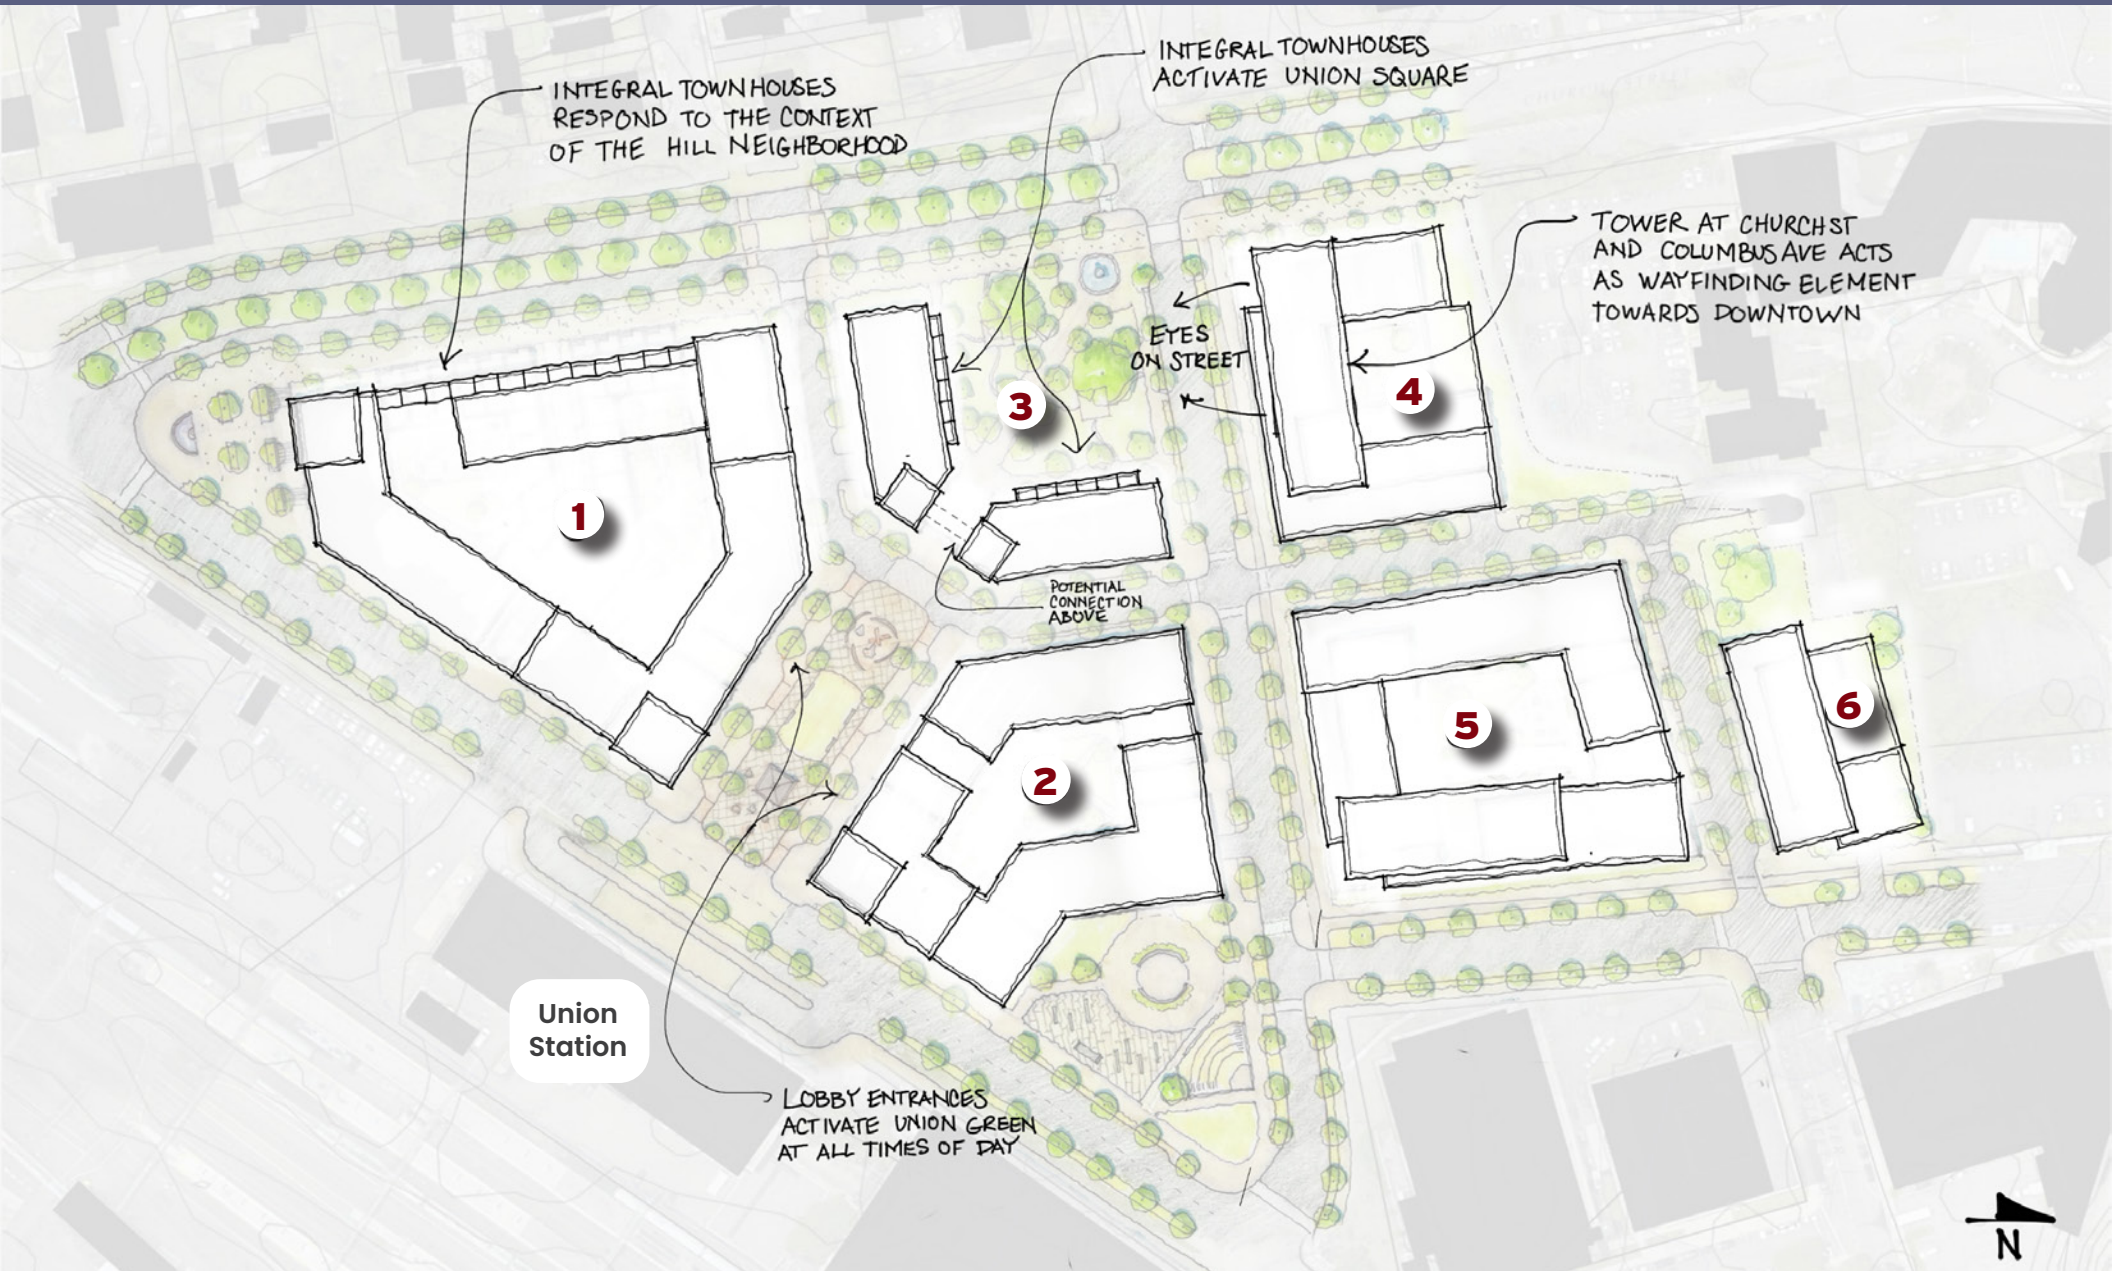 INTEGRAL TOWNHOUSES
ACTIVATE UNION SQUARE
INTEGRAL TOWNHOUSES
RESPOND TO THE CONTEXT
OF THE HILL NEIGHBORHOOD
TOWER AT CHURCH ST
AND COLUMBUS AVE ACTS
AS WAYFINDING ELEMENT
TOWARDS DOWNTOWN
EYES
ON STREET
3
4
1
POTENTIAL
CONNECTION
ABOVE
2
5
6
Union
Station
LOBBY ENTRANCES
ACTIVATE UNION GREEN
AT ALL TIMES OF DAY
N